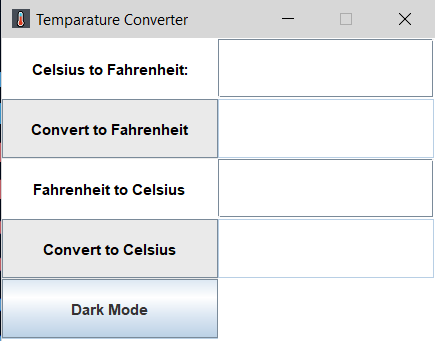 Temparature Converter
Celsius to Fahrenheit:
Convert to Fahrenheit
Fahrenheit to Celsius
Convert to Celsius
Dark Mode